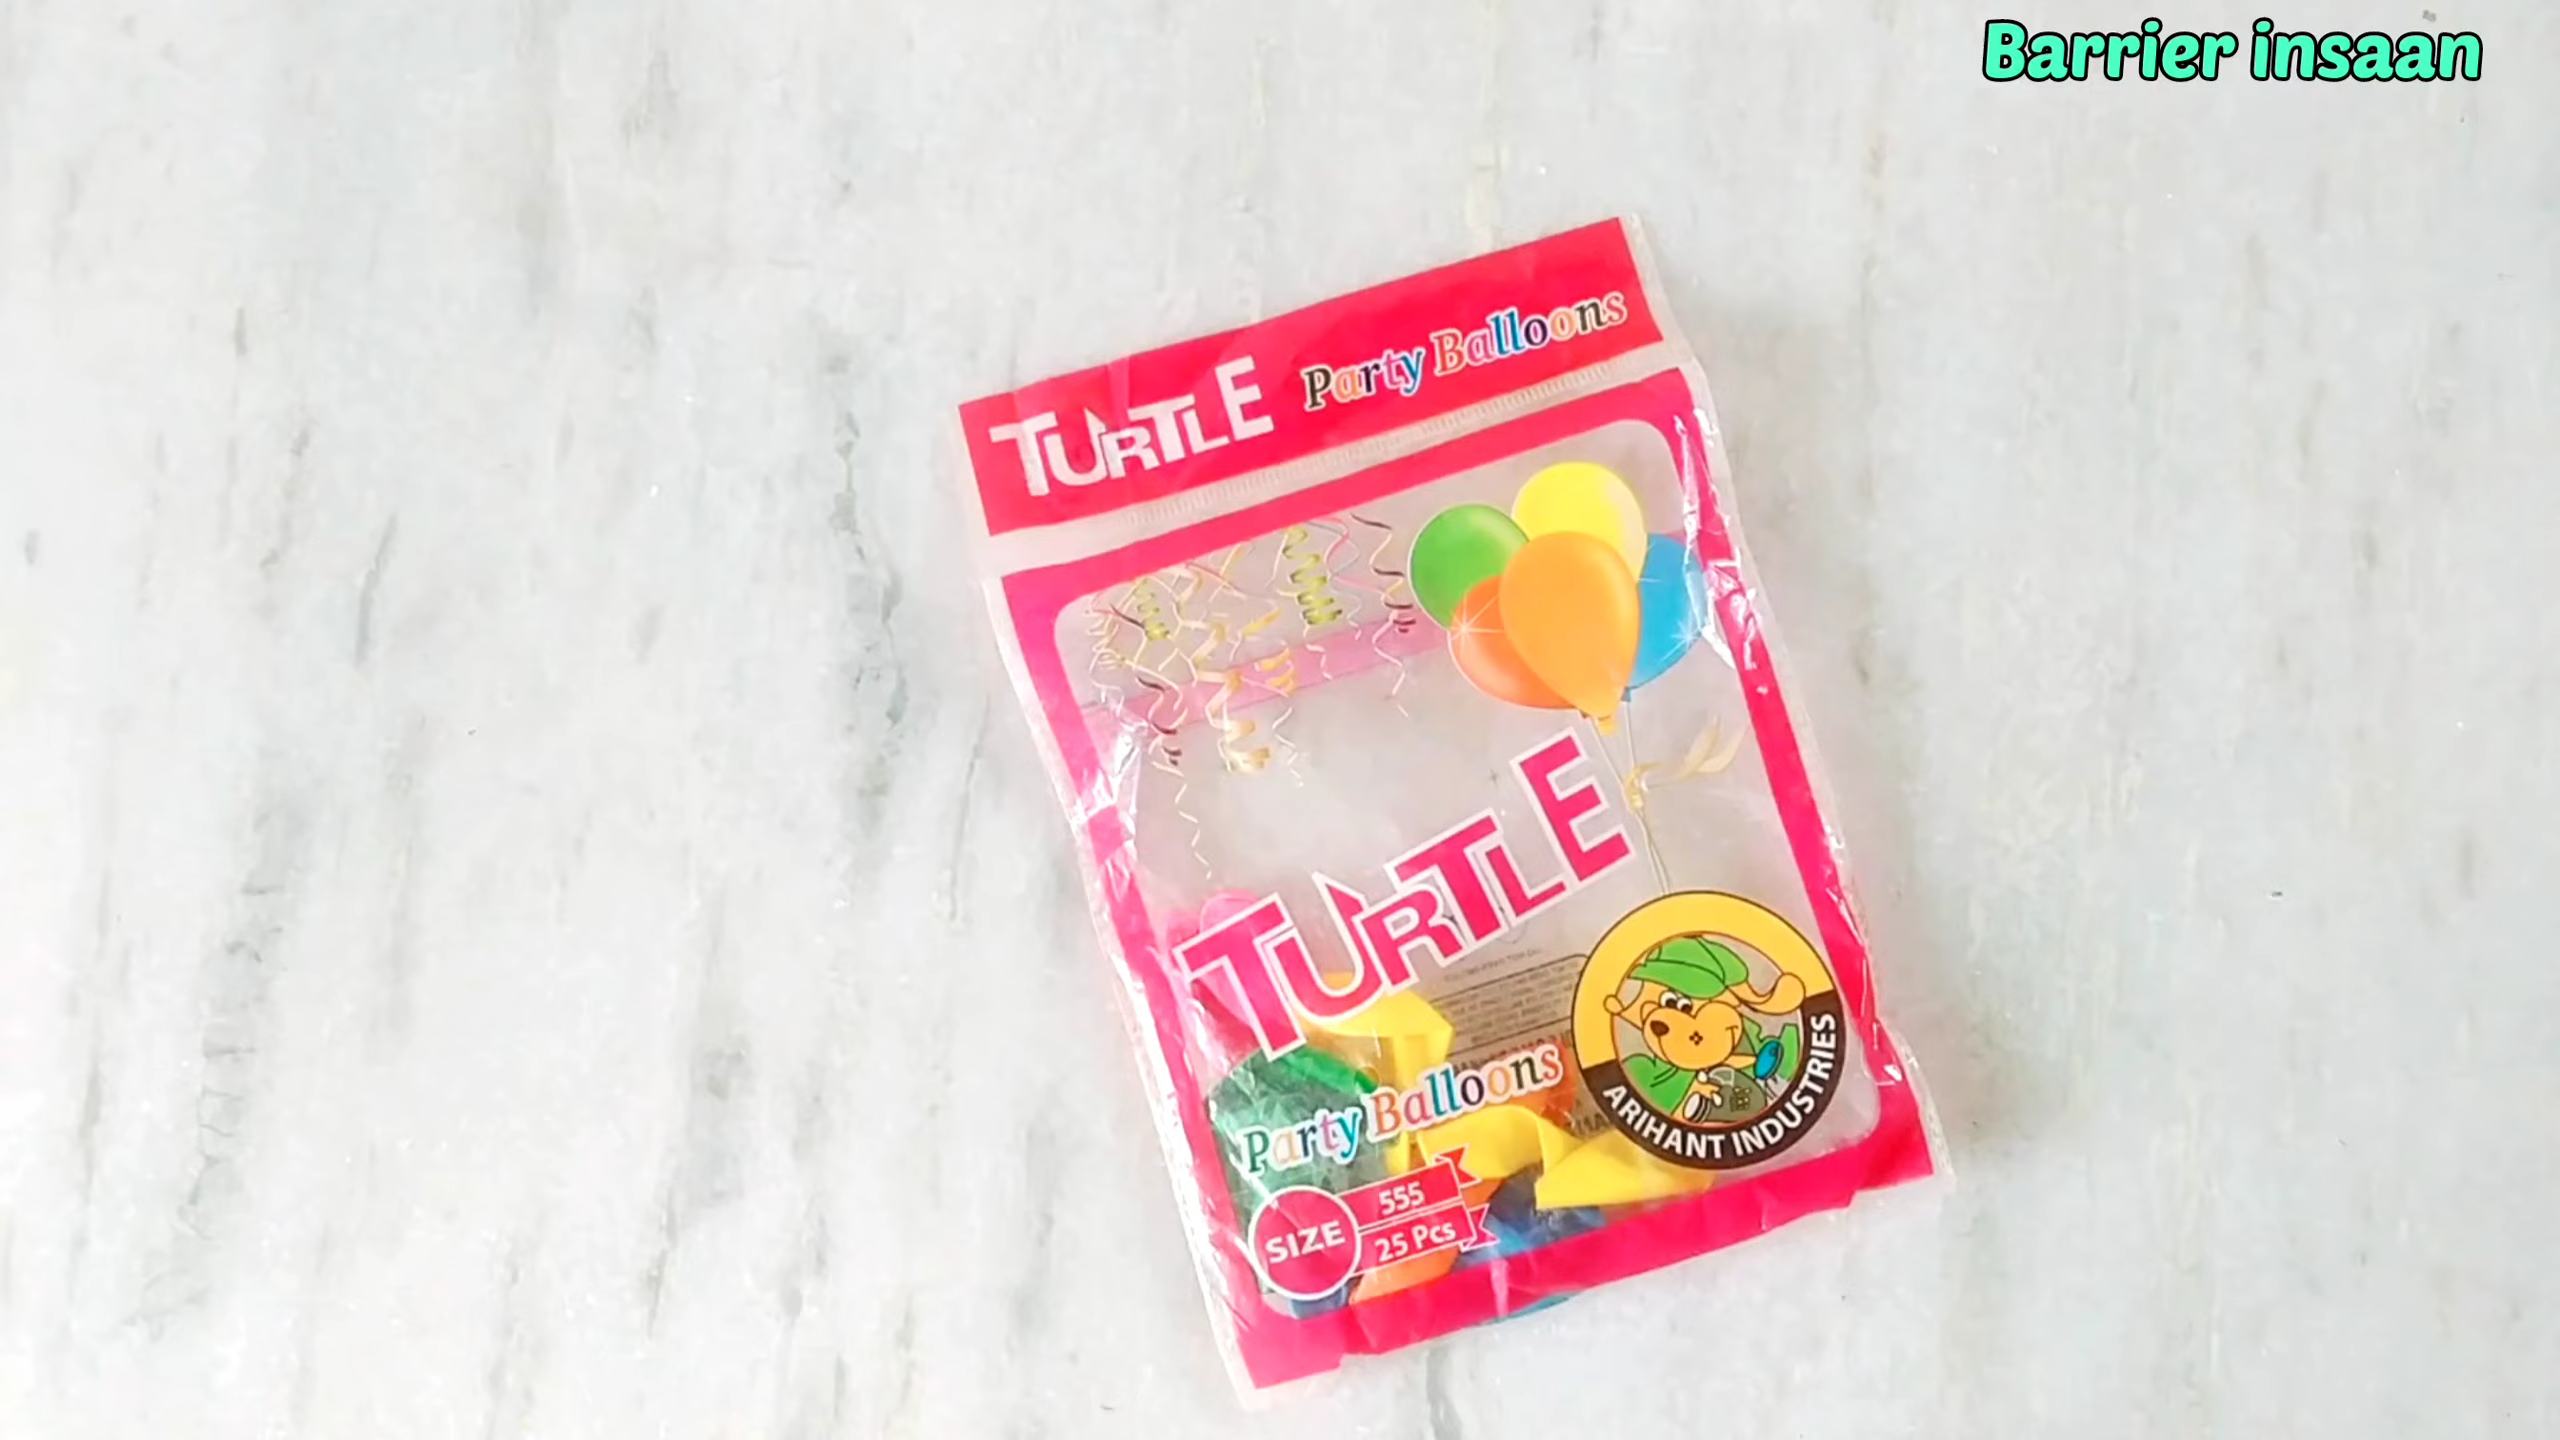 Barrier insaan
TURTLE Party Balloons
TURTLE
Party Balloons
ARIHANT INDUSTRIES
SIZE
555
25 Pcs